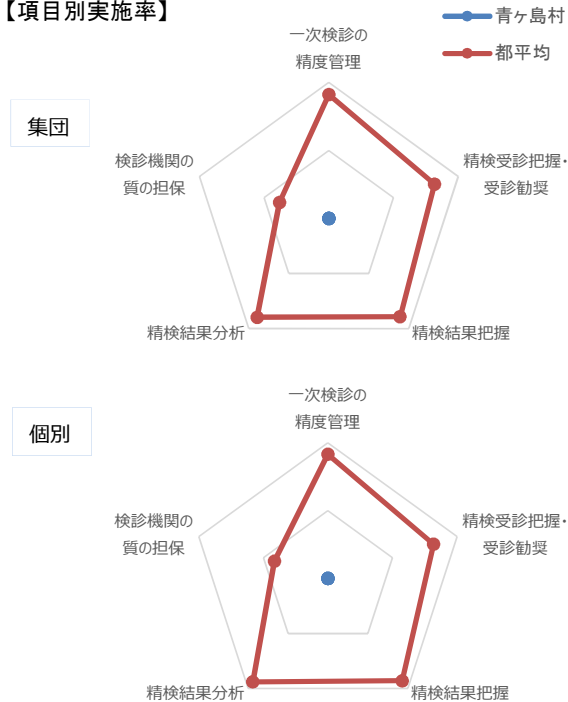 【項目別実施率】
青ヶ島村
都平均
集団
一次検診の
精度管理
精検受診把握・
受診勧奨
精検結果把握
精検結果分析
検診機関の
質の担保
個別
一次検診の
精度管理
精検受診把握・
受診勧奨
精検結果把握
精検結果分析
検診機関の
質の担保